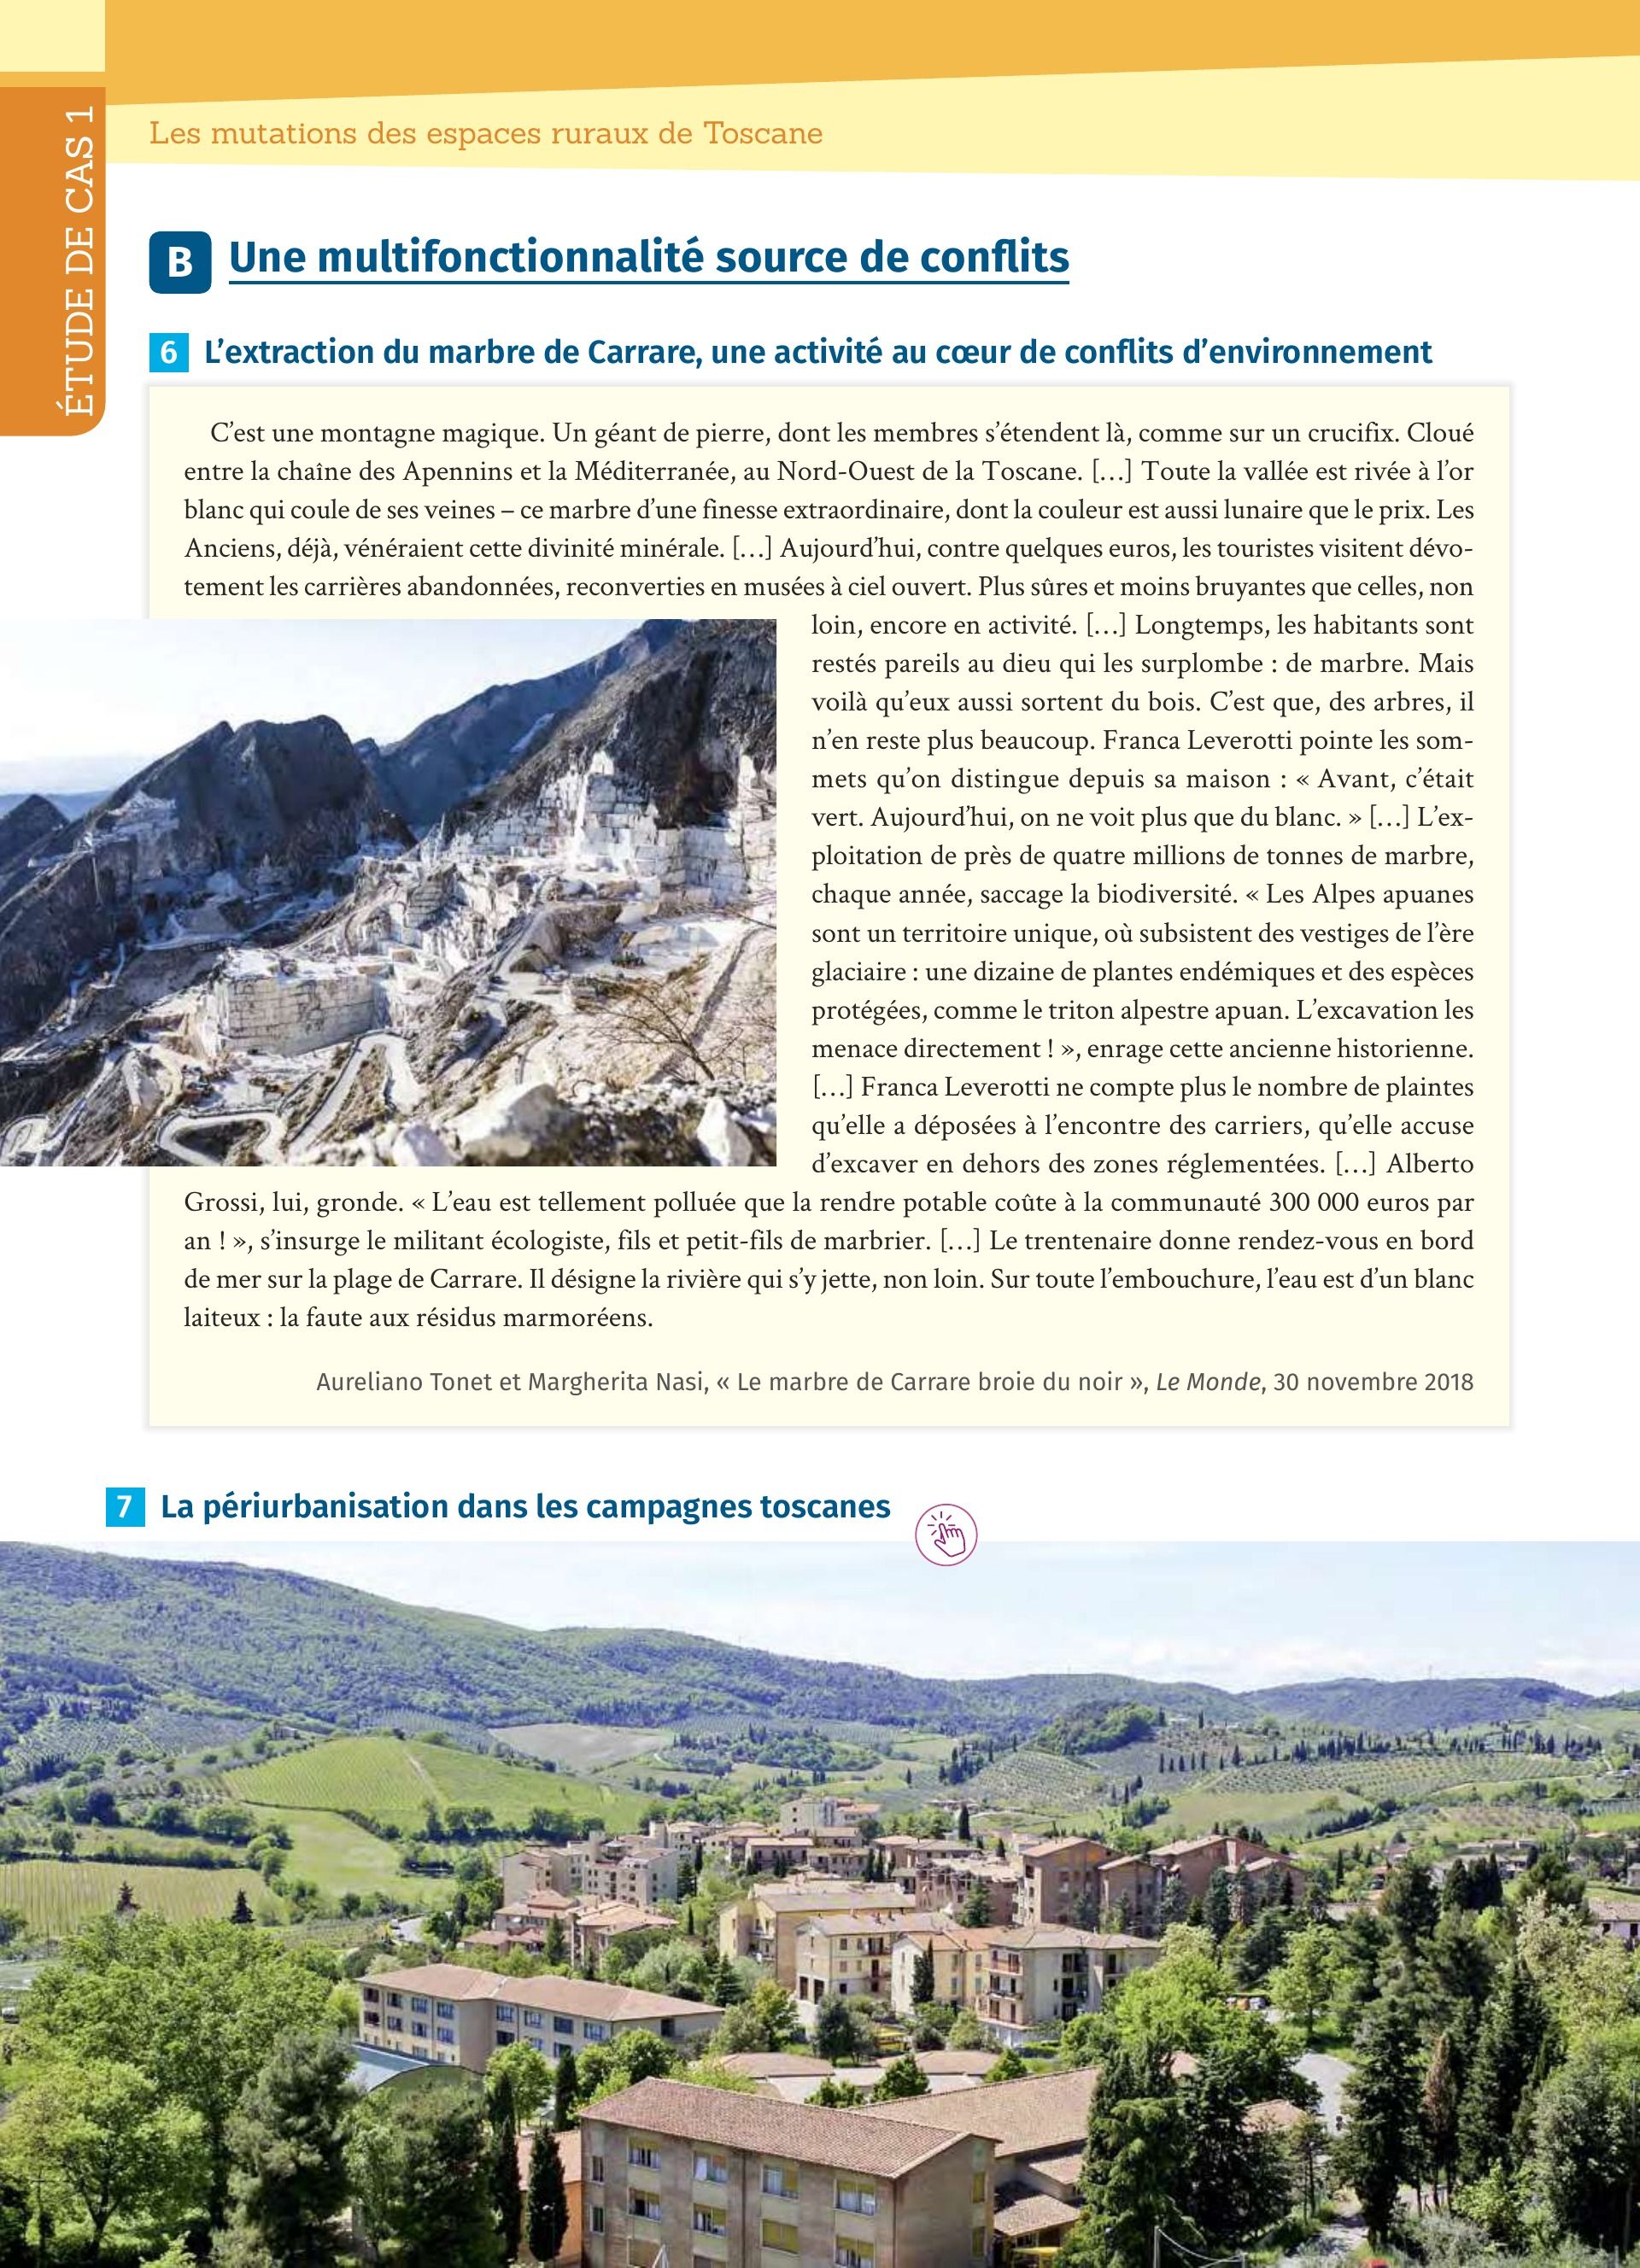 ÉTUDE DE CAS 1
Les mutations des espaces ruraux de Toscane
B Une multifonctionnalité source de conflits
6 L'extraction du marbre de Carrare, une activité au cœur de conflits d'environnement
C'est une montagne magique. Un géant de pierre, dont les membres s'étendent là, comme sur un crucifix. Cloué
entre la chaîne des Apennins et la Méditerranée, au Nord-Ouest de la Toscane. […] Toute la vallée est rivée à l'or
blanc qui coule de ses veines – ce marbre d'une finesse extraordinaire, dont la couleur est aussi lunaire que le prix. Les
Anciens, déjà, vénéraient cette divinité minérale. […] Aujourd'hui, contre quelques euros, les touristes visitent dévo-
tement les carrières abandonnées, reconverties en musées à ciel ouvert. Plus sûres et moins bruyantes que celles, non
loin, encore en activité. […] Longtemps, les habitants sont
restés pareils au dieu qui les surplombe : de marbre. Mais
voilà qu'eux aussi sortent du bois. C'est que, des arbres, il
n'en reste plus beaucoup. Franca Leverotti pointe les som-
mets qu'on distingue depuis sa maison : « Avant, c'était
vert. Aujourd'hui, on ne voit plus que du blanc. » […] L'ex-
ploitation de près de quatre millions de tonnes de marbre,
chaque année, saccage la biodiversité. « Les Alpes apuanes
sont un territoire unique, où subsistent des vestiges de l'ère
glaciaire : une dizaine de plantes endémiques et des espèces
protégées, comme le triton alpestre apuan. L'excavation les
menace directement ! », enrage cette ancienne historienne.
[…] Franca Leverotti ne compte plus le nombre de plaintes
qu'elle a déposées à l'encontre des carriers, qu'elle accuse
d'excaver en dehors des zones réglementées. […] Alberto
Grossi, lui, gronde. « L'eau est tellement polluée que la rendre potable coûte à la communauté 300 000 euros par
an ! », s'insurge le militant écologiste, fils et petit-fils de marbrier. […] Le trentenaire donne rendez-vous en bord
de mer sur la plage de Carrare. Il désigne la rivière qui s'y jette, non loin. Sur toute l'embouchure, l'eau est d'un blanc
laiteux : la faute aux résidus marmoréens.
Aureliano Tonet et Margherita Nasi, « Le marbre de Carrare broie du noir », Le Monde, 30 novembre 2018
7 La périurbanisation dans les campagnes toscanes